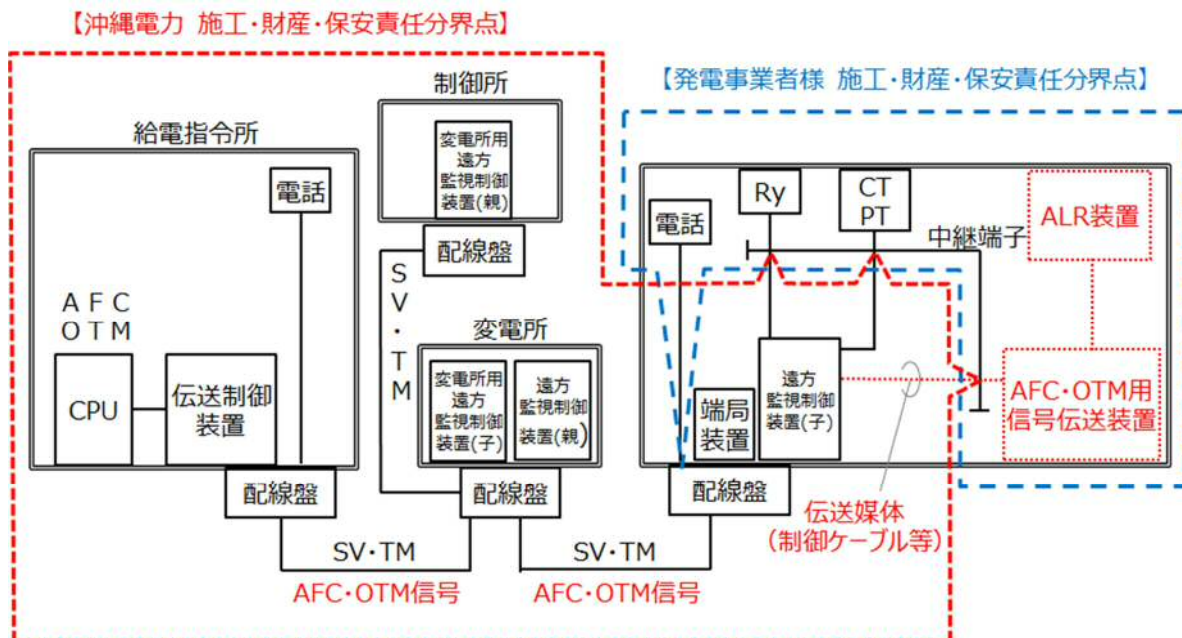 【沖縄電力 施工・財産・保安責任分界点】
【発電事業者様 施工・財産・保安責任分界点】
制御所
変電所用
遠方
監視制御
装置(親)
配線盤
給電指令所
電話
AFC
OTM
CPU
伝送制御
装置
配線盤
SV・TM
変電所
変電所用
遠方
監視制御
装置(子)
遠方
監視制御
装置(親)
配線盤
SV・TM
AFC・OTM信号
SV・TM
AFC・OTM信号
電話
Ry
CT
PT
中継端子
ALR装置
端局
装置
遠方
監視制御
装置(子)
AFC・OTM用
信号伝送装置
配線盤
伝送媒体
(制御ケーブル等)